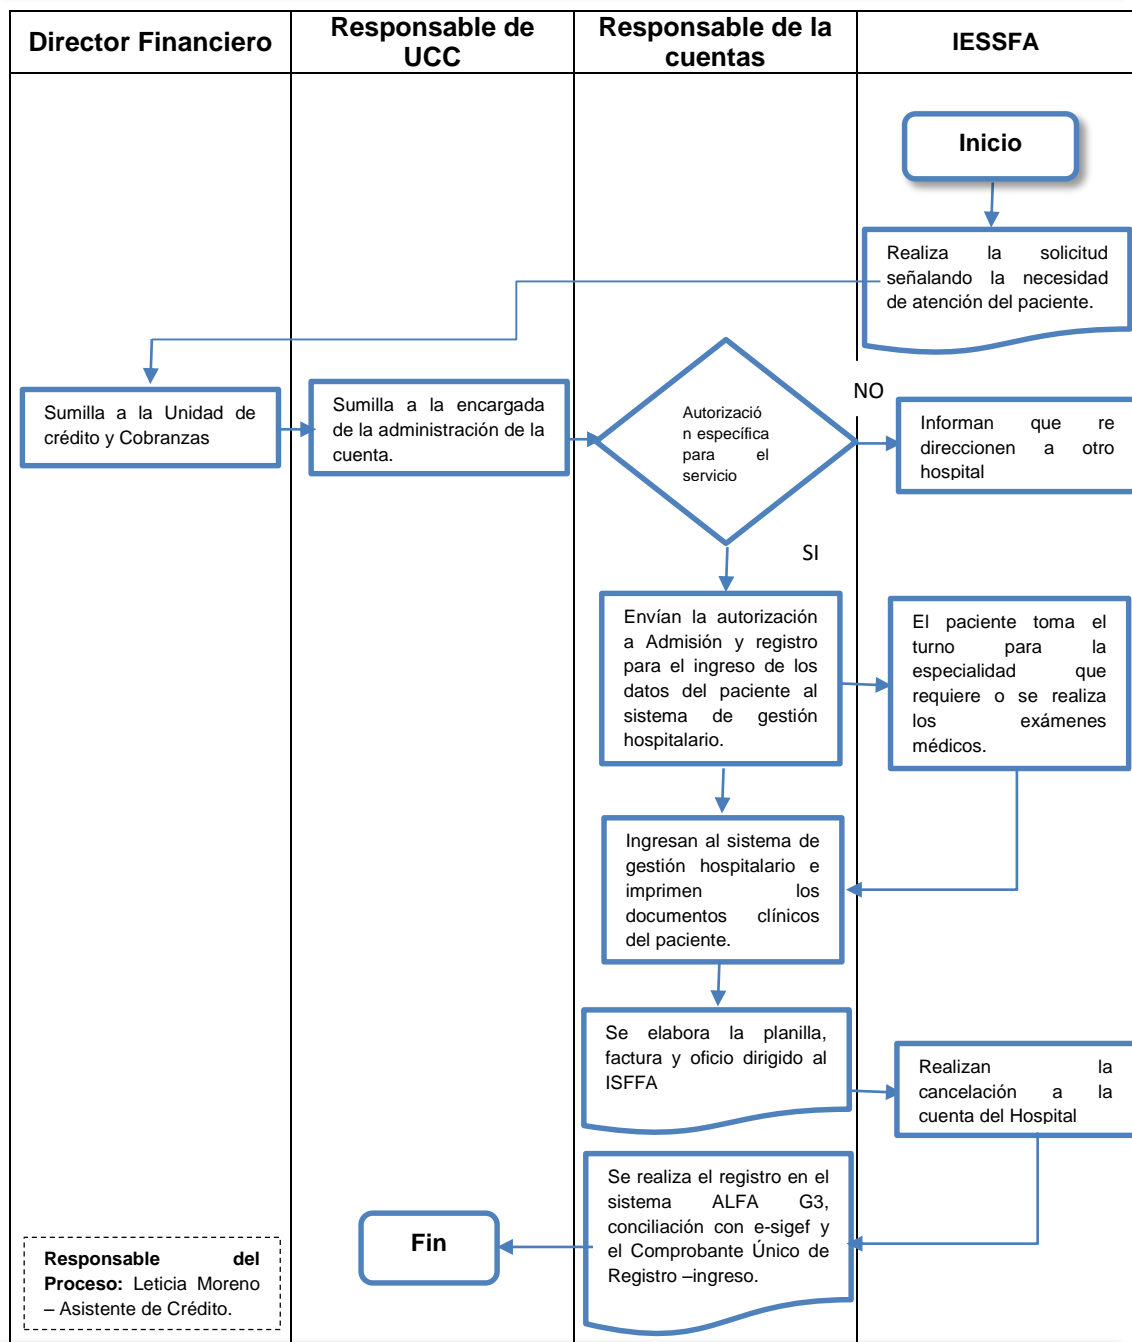 Director Financiero
Responsable de
UCC
Responsable de la
cuentas
IESSFA
Inicio
Realiza la solicitud
señalando la necesidad
de atención del paciente.
Sumilla a la Unidad de
crédito y Cobranzas
Sumilla a la encargada
de la administración de la
cuenta.
Autorizació
n específica
para el
servicio
NO
Informan que re
direccionen a otro
hospital
SI
Envían la autorización
a Admisión y registro
para el ingreso de los
datos del paciente al
sistema de gestión
hospitalario.
El paciente toma el
turno para la
especialidad que
requiere o se realiza
los exámenes
médicos.
Ingresan al sistema de
gestión hospitalario e
imprimen los
documentos clínicos
del paciente.
Se elabora la planilla,
factura y oficio dirigido al
ISFFA
Realizan la
cancelación a la
cuenta del Hospital
Se realiza el registro en el
sistema ALFA G3,
conciliación con e-sigef y
el Comprobante Único de
Registro –ingreso.
Fin
Responsable del
Proceso: Leticia Moreno
– Asistente de Crédito.